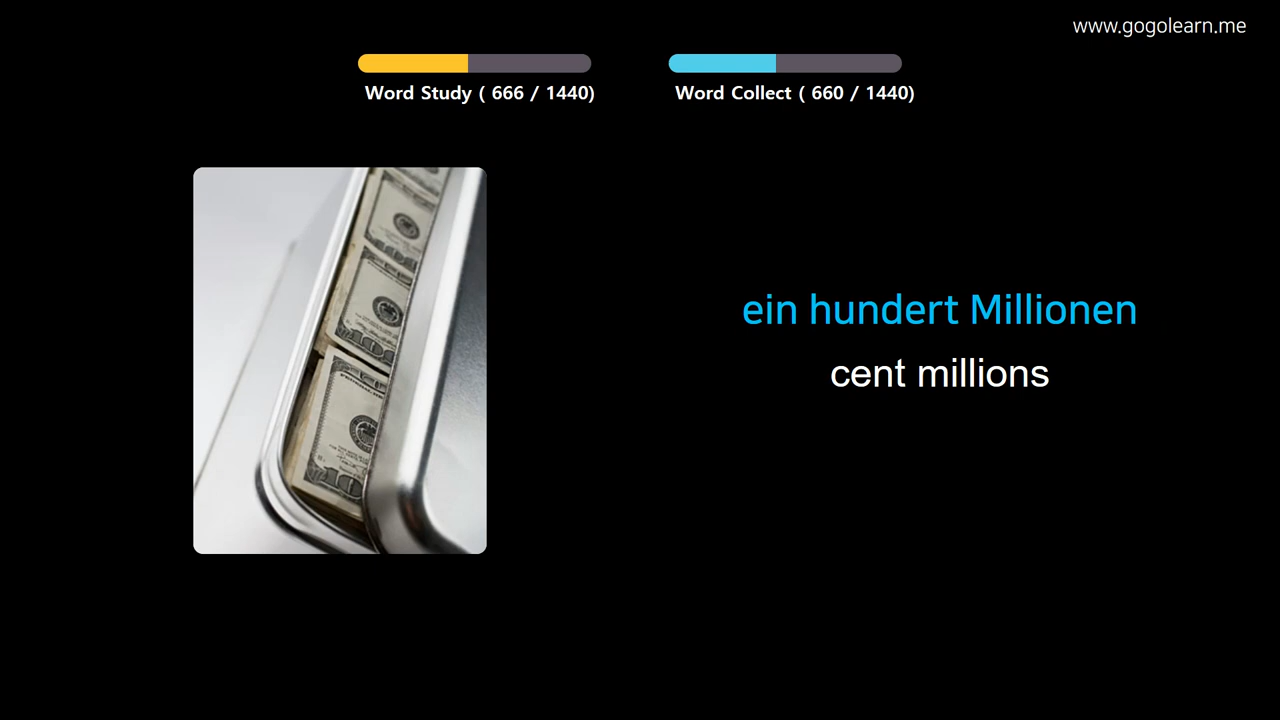 www.gogolearn.me
Word Study ( 666 / 1440)
Word Collect ( 660 / 1440)
ein hundert Millionen
cent millions